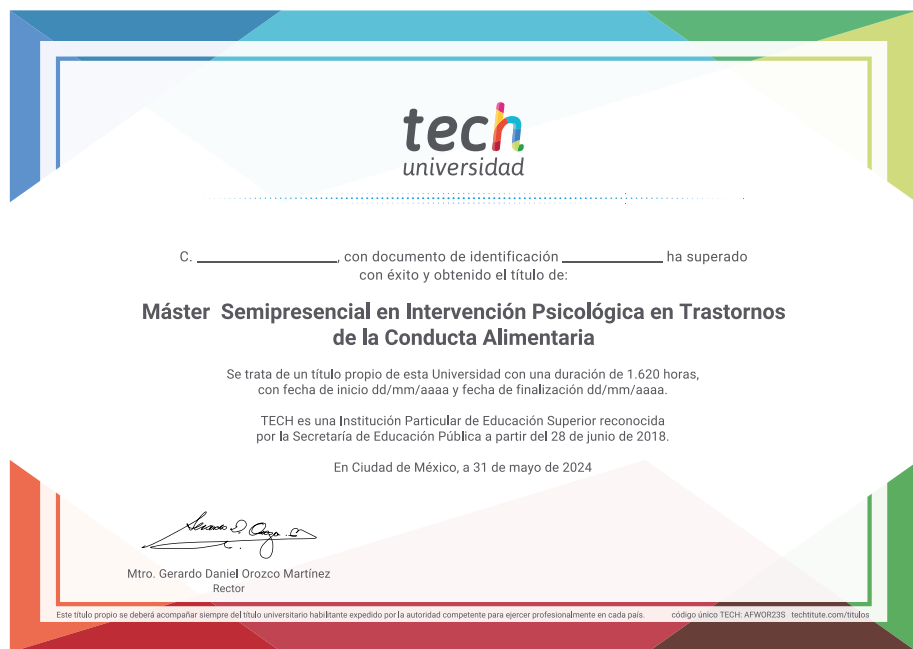 tech
universidad
C. ____________________, con documento de identificación ______________ ha superado
con éxito y obtenido el título de:
Máster Semipresencial en Intervención Psicológica en Trastornos
de la Conducta Alimentaria
Se trata de un título propio de esta Universidad con una duración de 1.620 horas,
con fecha de inicio dd/mm/aaaa y fecha de finalización dd/mm/aaaa.
TECH es una Institución Particular de Educación Superior reconocida
por la Secretaría de Educación Pública a partir del 28 de junio de 2018.
En Ciudad de México, a 31 de mayo de 2024
Mtro. Gerardo Daniel Orozco Martínez
Rector
Este título propio se deberá acompañar siempre del título universitario habilitante expedido por la autoridad competente para ejercer profesionalmente en cada país. código único TECH: AFWOR23S techtitute.com/titulos